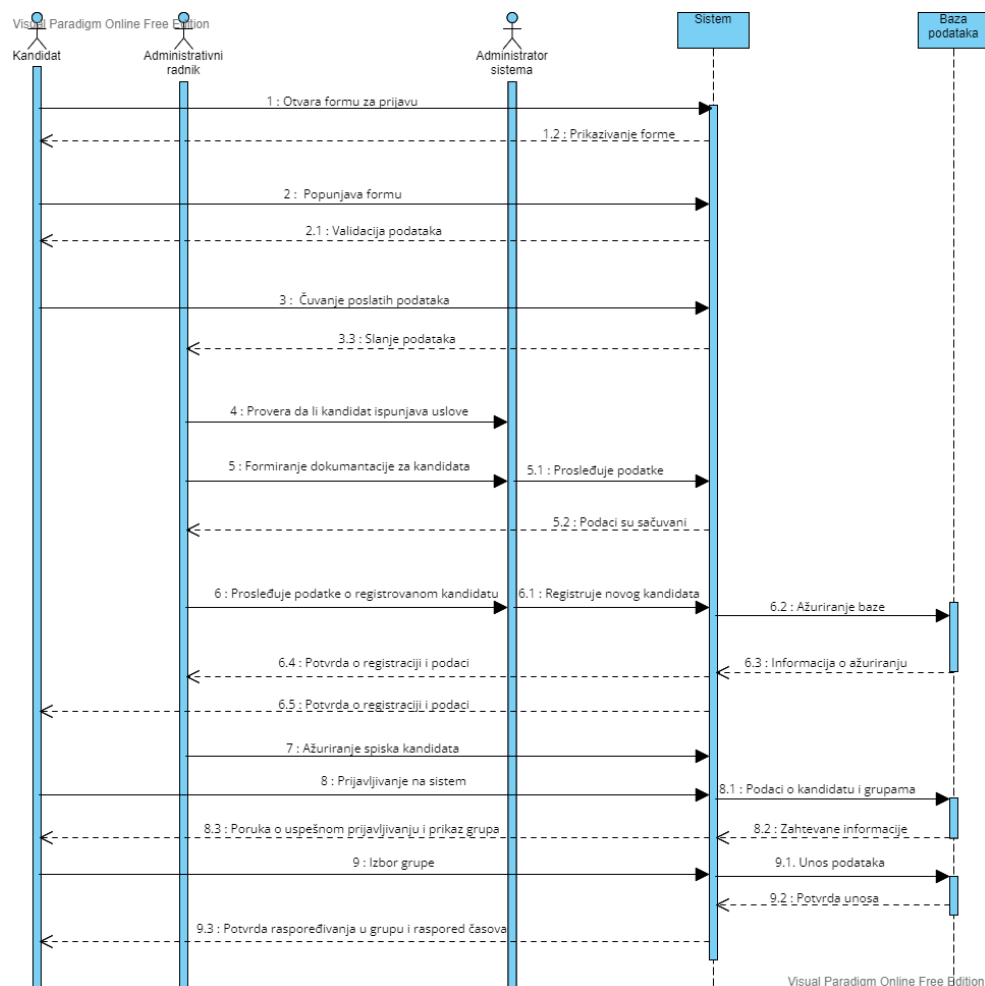 Visual Paradigm Online Free Edition
Kandidat
Administrativni
radnik
Administrator
sistema
Sistem
Baza
podataka
1 : Otvara formu za prijavu
1.2 : Prikazivanje forme
2 : Popunjava formu
2.1 : Validacija podataka
3 : Čuvanje poslatih podataka
3.3 : Slanje podataka
4 : Provera da li kandidat ispunjava uslove
5 : Formiranje dokumantacije za kandidata
5.1 : Prosleđuje podatke
5.2 : Podaci su sačuvani
6 : Prosleđuje podatke o registrovanom kandidatu
6.1 : Registruje novog kandidata
6.2 : Ažuriranje baze
6.4 : Potvrda o registraciji i podaci
6.3 : Informacija o ažuriranju
6.5 : Potvrda o registraciji i podaci
7 : Ažuriranje spiska kandidata
8 : Prijavljivanje na sistem
8.1 : Podaci o kandidatu i grupama
8.3 : Poruka o uspešnom prijavljivanju i prikaz grupa
8.2 : Zahtevane informacije
9 : Izbor grupe
9.1. Unos podataka
9.2 : Potvrda unosa
9.3 : Potvrda raspoređivanja u grupu i raspored časova
Visual Paradigm Online Free Edition